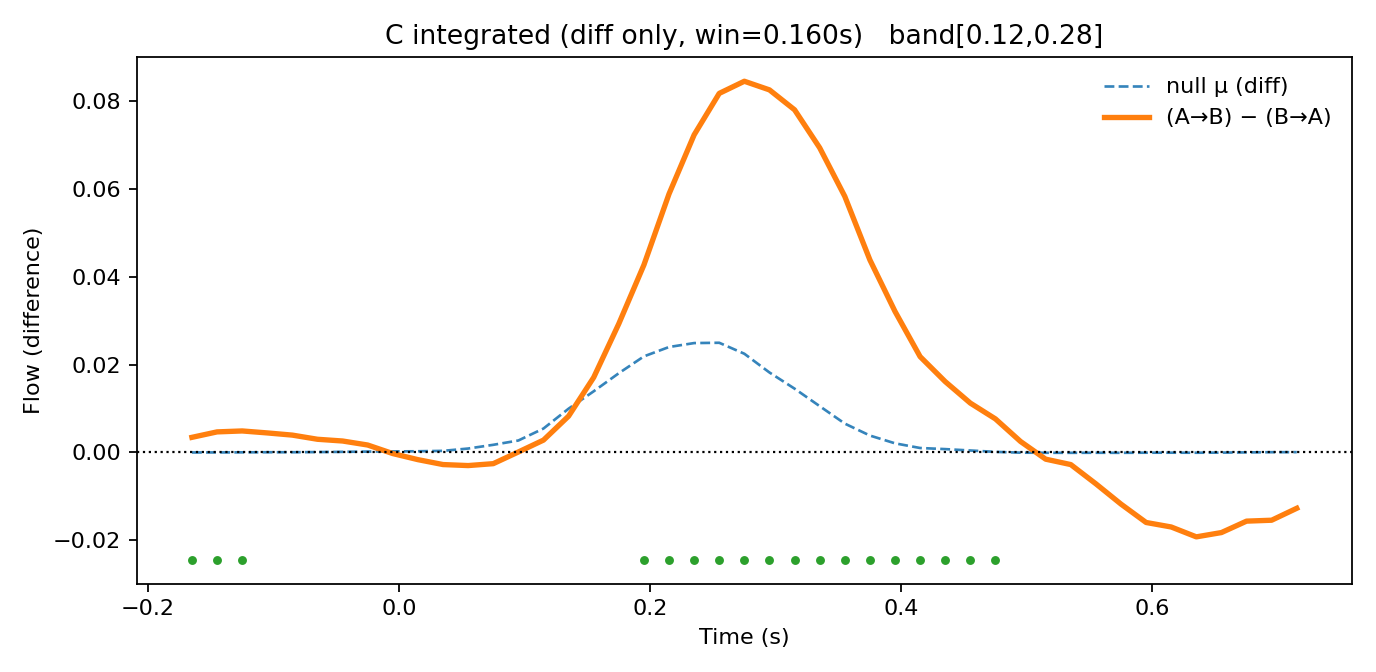 C integrated (diff only, win=0.160s)   band[0.12,0.28]
null μ (diff)
(A→B) − (B→A)
Flow (difference)
0.08
0.06
0.04
0.02
0.00
−0.02
−0.2
0.0
0.2
0.4
0.6
Time (s)